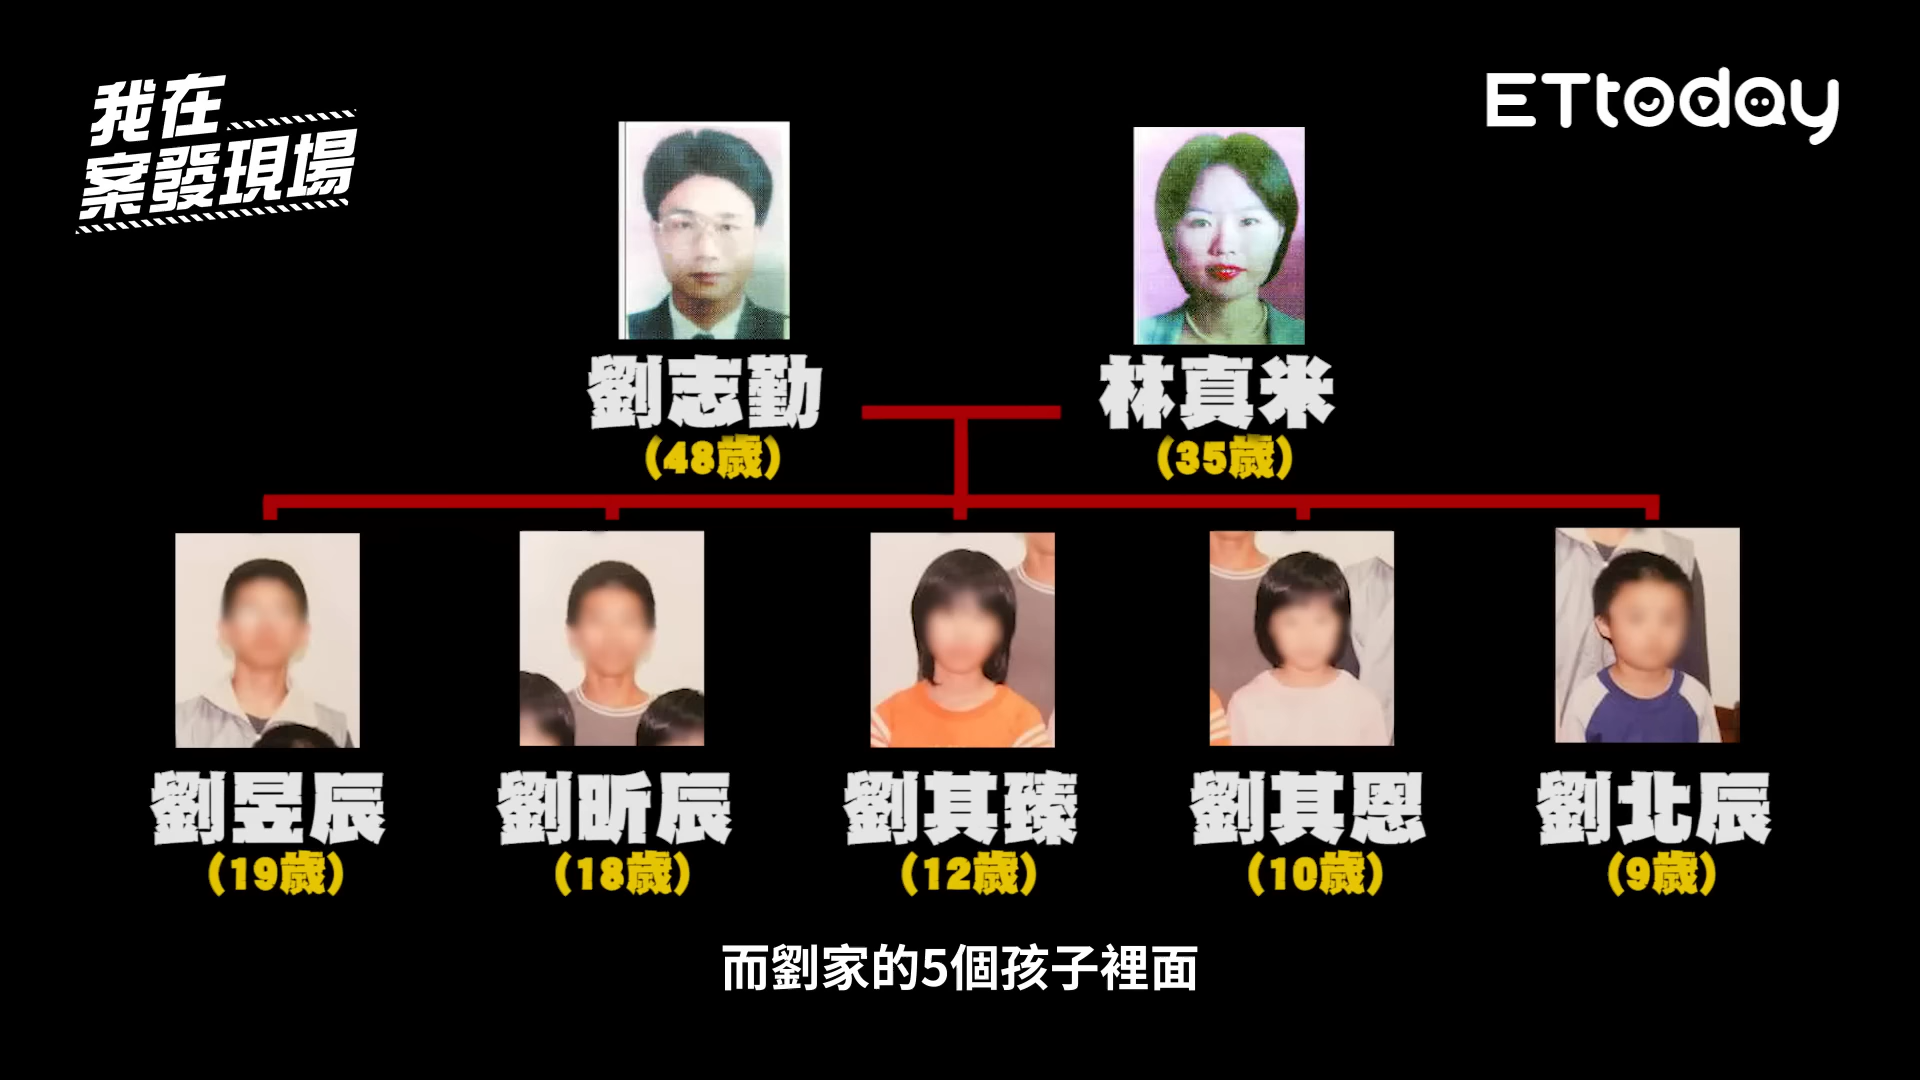 我在
案發現場
ETtoday
劉志勤
(48歲)
林真米
(35歲)
劉昱辰
(19歲)
劉昕辰
(18歲)
劉其臻
(12歲)
劉其恩
(10歲)
劉北辰
(9歲)
而劉家的5個孩子裡面